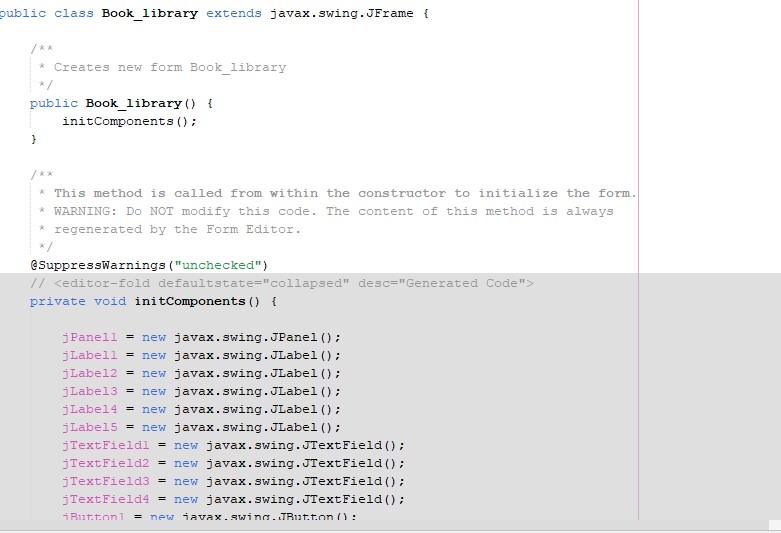 public class Book_library extends javax.swing.JFrame {
/**
* Creates new form Book_library
*/
public Book_library() {
initComponents();
}
/**
* This method is called from within the constructor to initialize the form.
* WARNING: Do NOT modify this code. The content of this method is always
* regenerated by the Form Editor.
*/
@SuppressWarnings("unchecked")
// <editor-fold defaultstate="collapsed" desc="Generated Code">
private void initComponents() {
jPanel1 = new javax.swing.JPanel();
jLabel1 = new javax.swing.JLabel();
jLabel2 = new javax.swing.JLabel();
jLabel3 = new javax.swing.JLabel();
jLabel4 = new javax.swing.JLabel();
jLabel5 = new javax.swing.JLabel();
jTextField1 = new javax.swing.JTextField();
jTextField2 = new javax.swing.JTextField();
jTextField3 = new javax.swing.JTextField();
jTextField4 = new javax.swing.JTextField();
jButton1 = new javax.swing.JButton();